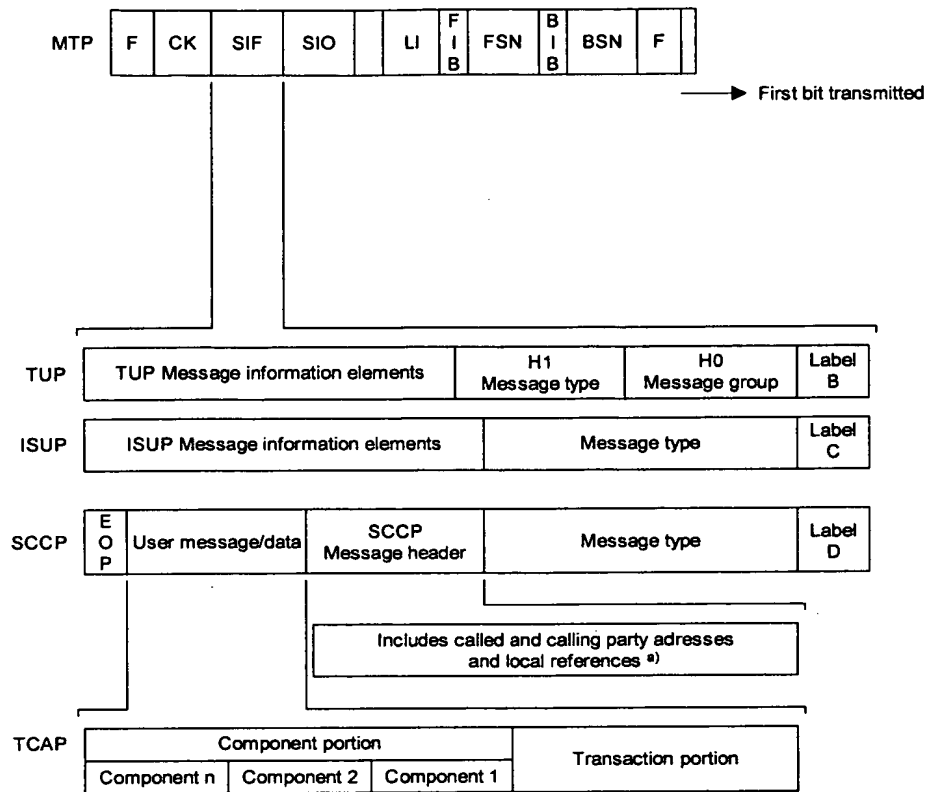 MTP F CK SIF SIO LI FIB FSN BIB BSN F
First bit transmitted
TUP TUP Message information elements H1 Message type H0 Message group Label B
ISUP ISUP Message information elements Message type Label C
SCCP EOP User message/data SCCP Message header Message type Label D
Includes called and calling party adresses
and local references a)
TCAP Component portion Transaction portion
Component n Component 2 Component 1